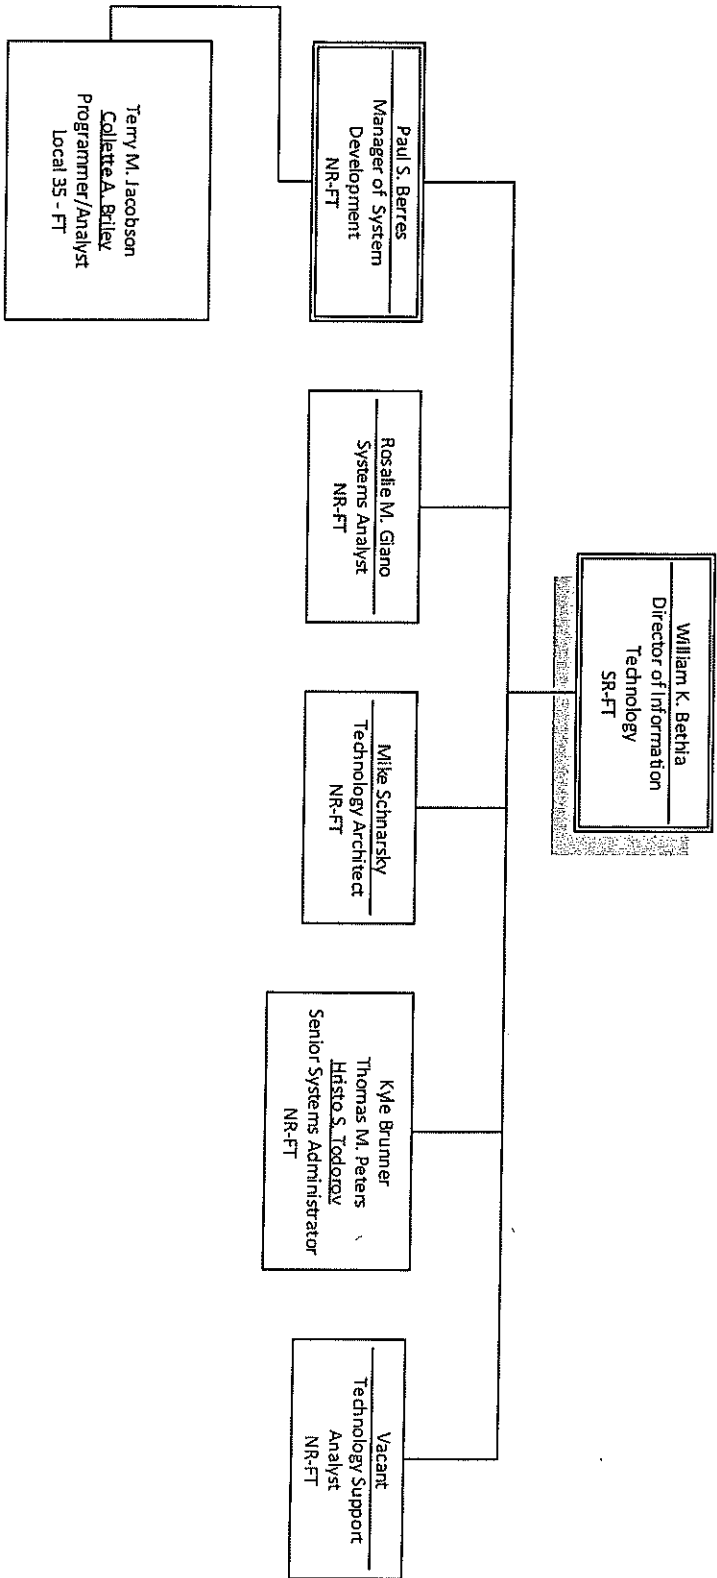 William K. Bethia
Director of Information
Technology
SR-FT
Paul S. Berres
Manager of System
Development
NR-FT
Rosalie M. Giano
Systems Analyst
NR-FT
Mike Schnarsky
Technology Architect
NR-FT
Kyle Brunner
Thomas M. Peters
Hristo S. Todorov
Senior Systems Administrator
NR-FT
Vacant
Technology Support
Analyst
NR-FT
Terry M. Jacobson
Collette A. Briley
Programmer/Analyst
Local 35 - FT